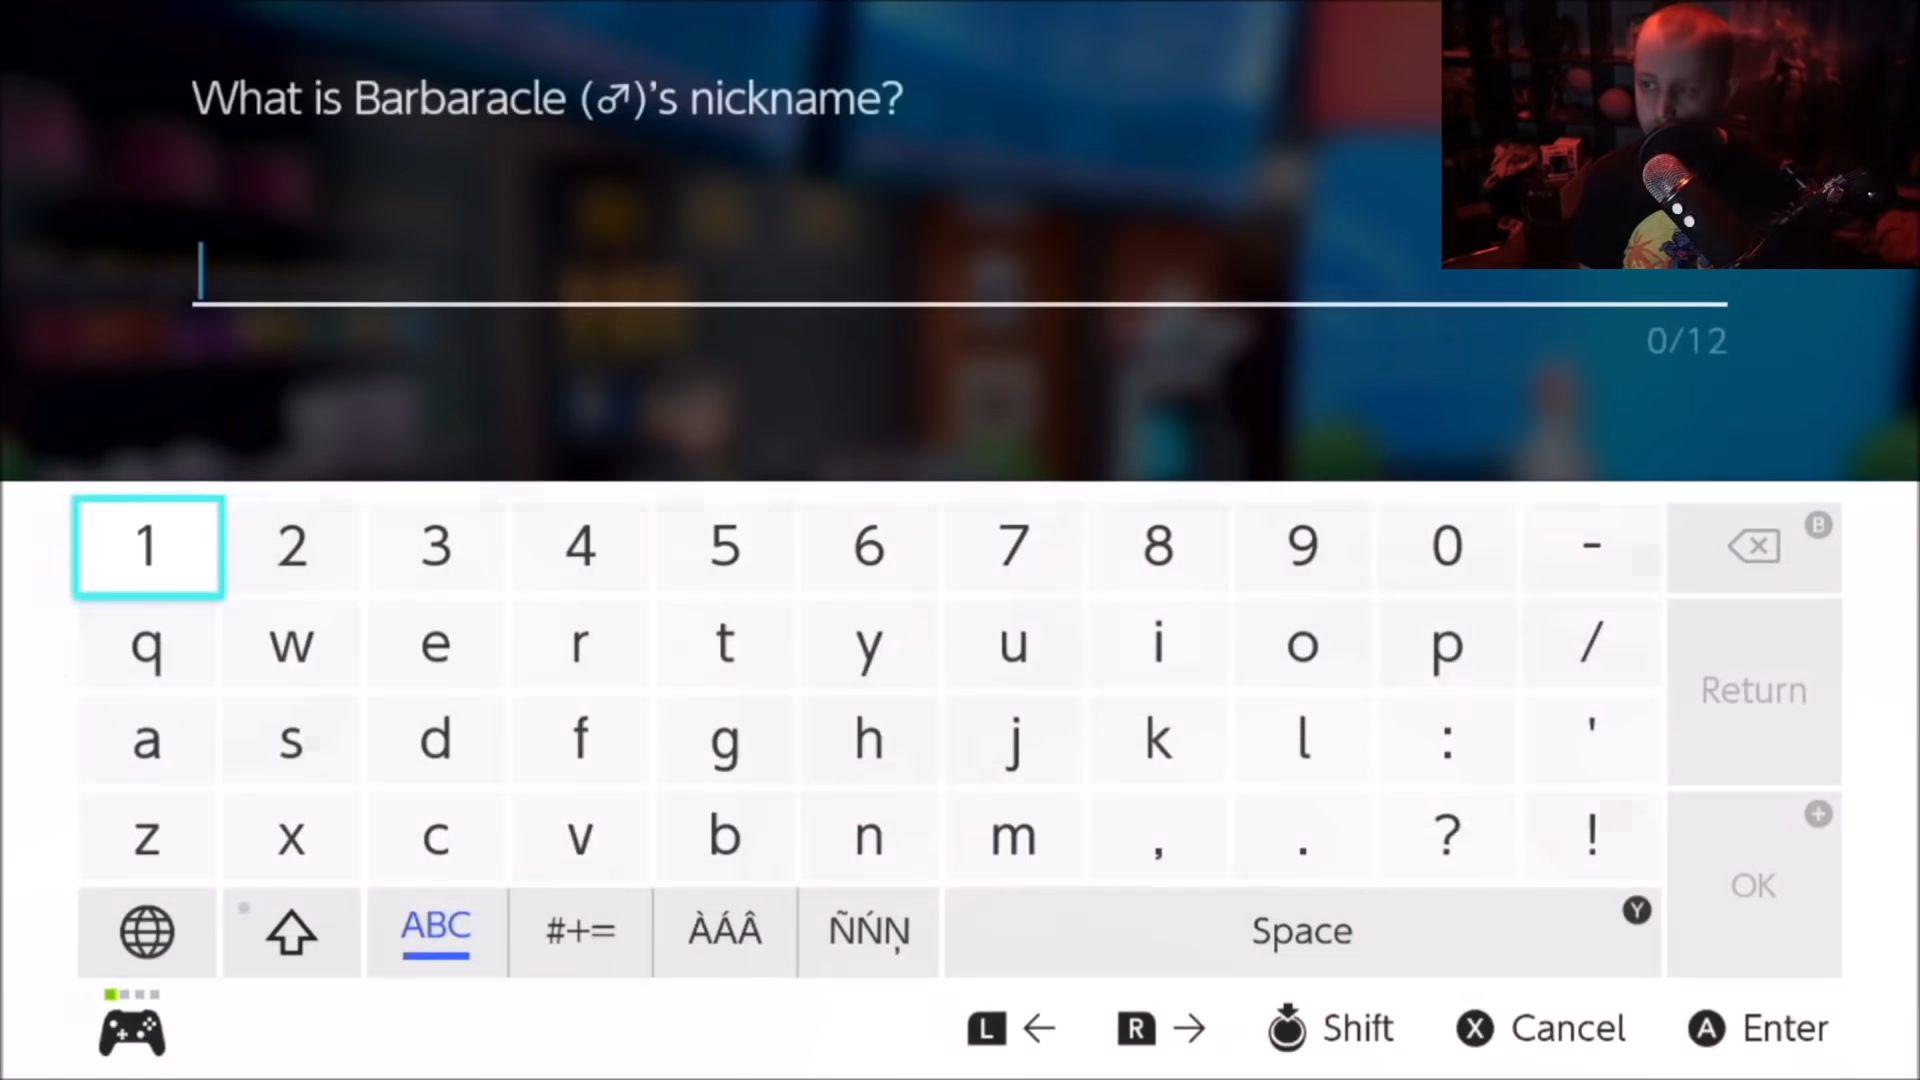 What is Barbaracle (♂)'s nickname?
0/12
1 2 3 4 5 6 7 8 9 0 - B
q w e r t y u i o p / Return
a s d f g h j k l : '
z x c v b n m , . ? ! + OK
ABC #+= ÀÁÂ ÑŃŅ Space Y
L ← R → Shift X Cancel A Enter